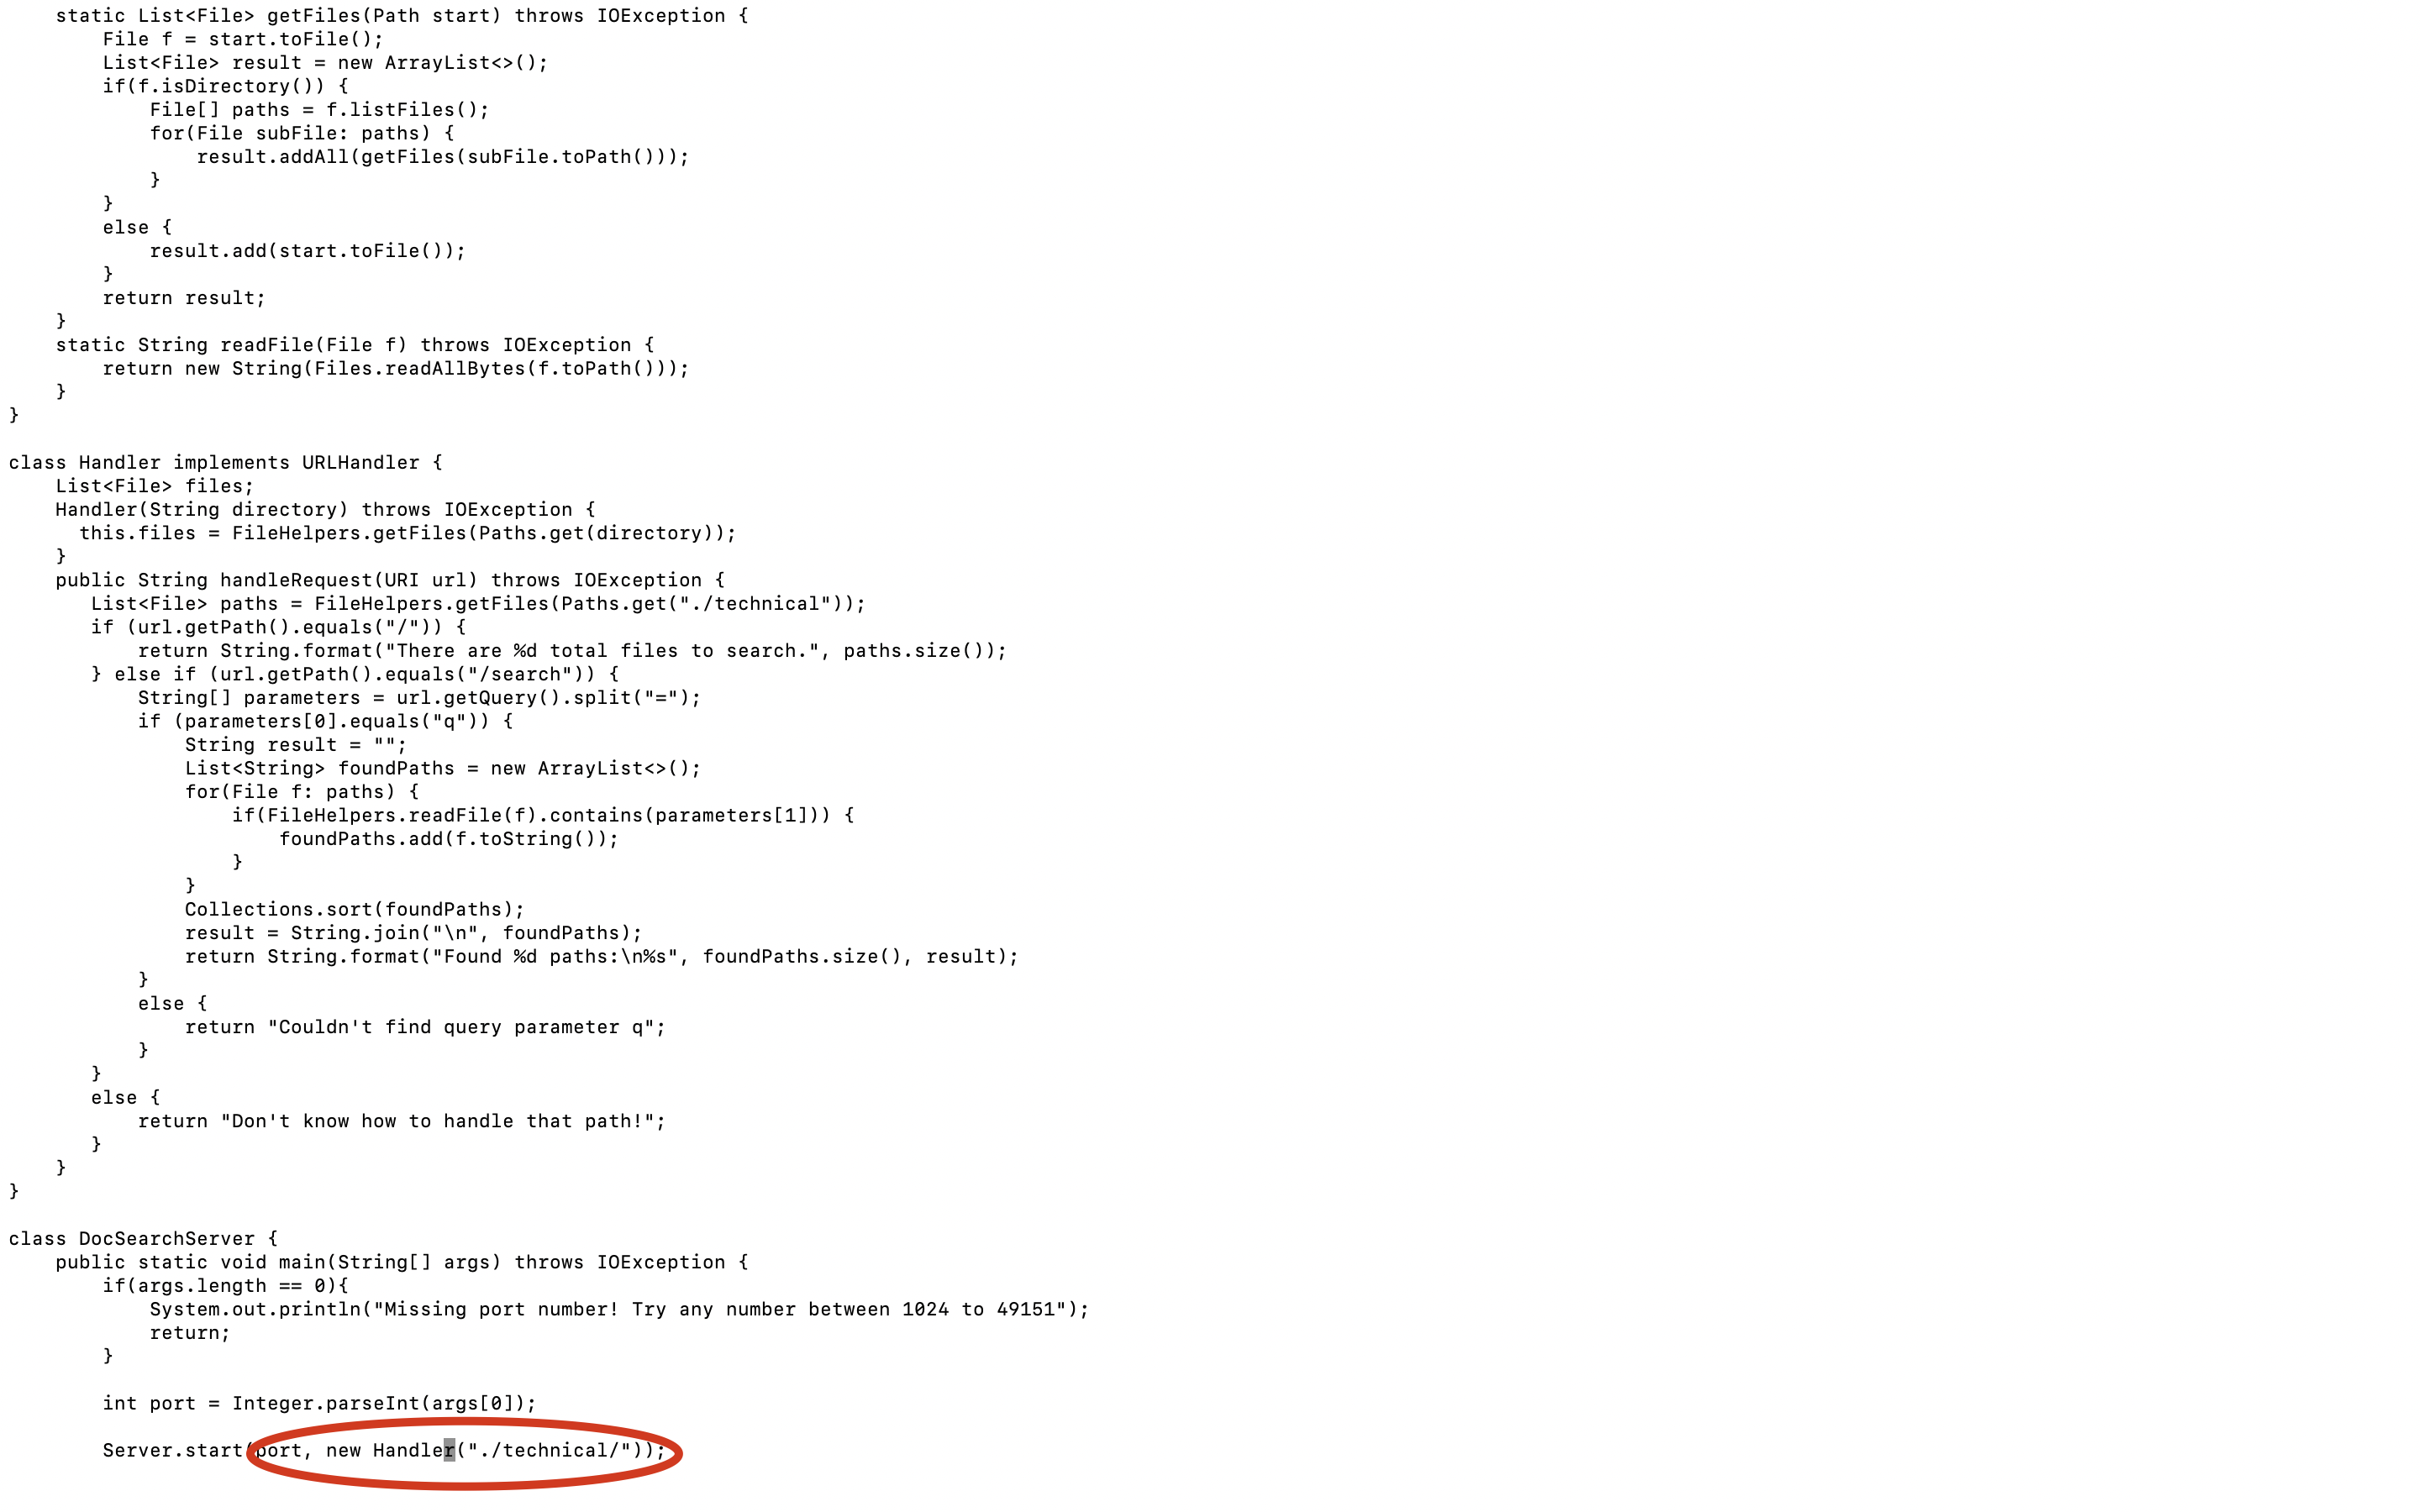 static List<File> getFiles(Path start) throws IOException {
        File f = start.toFile();
        List<File> result = new ArrayList<>();
        if(f.isDirectory()) {
            File[] paths = f.listFiles();
            for(File subFile: paths) {
                result.addAll(getFiles(subFile.toPath()));
            }
        }
        else {
            result.add(start.toFile());
        }
        return result;
    }
    static String readFile(File f) throws IOException {
        return new String(Files.readAllBytes(f.toPath()));
    }
}

class Handler implements URLHandler {
    List<File> files;
    Handler(String directory) throws IOException {
      this.files = FileHelpers.getFiles(Paths.get(directory));
    }
    public String handleRequest(URI url) throws IOException {
       List<File> paths = FileHelpers.getFiles(Paths.get("./technical"));
       if (url.getPath().equals("/")) {
           return String.format("There are %d total files to search.", paths.size());
       } else if (url.getPath().equals("/search")) {
           String[] parameters = url.getQuery().split("=");
           if (parameters[0].equals("q")) {
               String result = "";
               List<String> foundPaths = new ArrayList<>();
               for(File f: paths) {
                   if(FileHelpers.readFile(f).contains(parameters[1])) {
                       foundPaths.add(f.toString());
                   }
               }
               Collections.sort(foundPaths);
               result = String.join("\n", foundPaths);
               return String.format("Found %d paths:\n%s", foundPaths.size(), result);
           }
           else {
               return "Couldn't find query parameter q";
           }
       }
       else {
           return "Don't know how to handle that path!";
       }
    }
}

class DocSearchServer {
    public static void main(String[] args) throws IOException {
        if(args.length == 0){
            System.out.println("Missing port number! Try any number between 1024 to 49151");
            return;
        }

        int port = Integer.parseInt(args[0]);

        Server.start(port, new Handler("./technical/"));